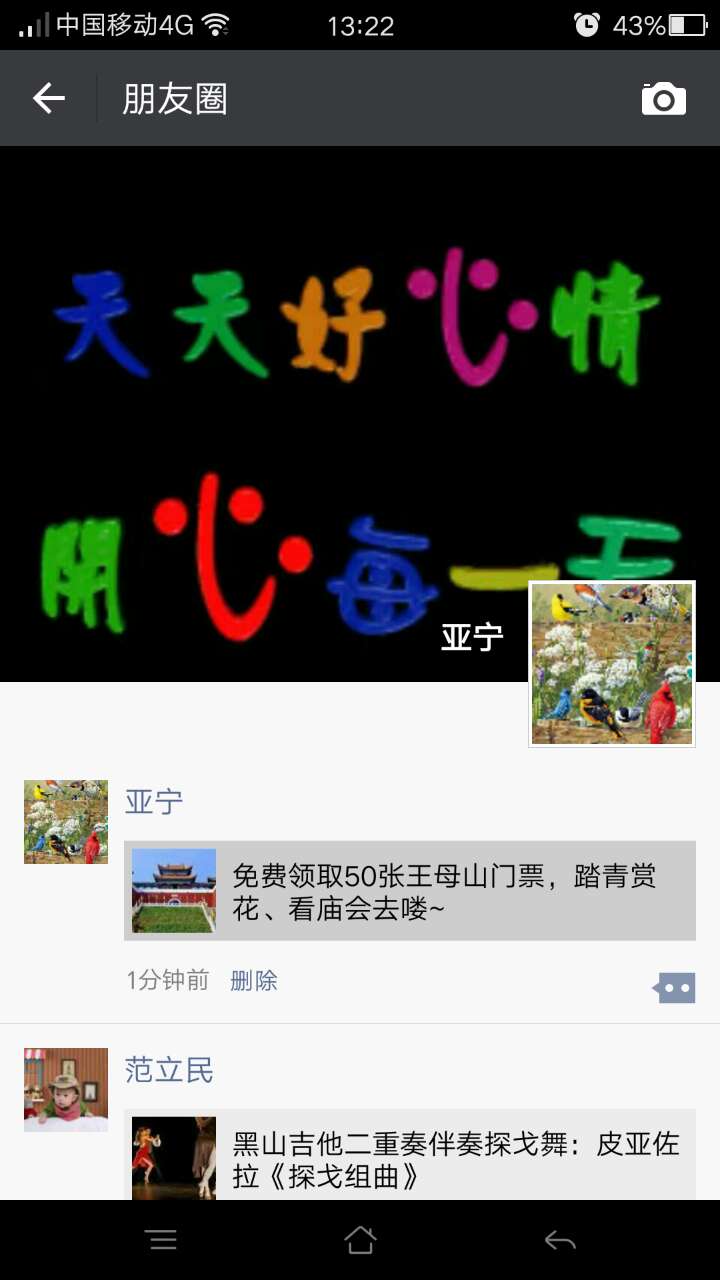 中国移动4G
13:22
43%
朋友圈
天天好心情
開心每一天
亚宁
亚宁
免费领取50张王母山门票，踏青赏
花、看庙会去喽~
1分钟前 删除
范立民
黑山吉他二重奏伴奏探戈舞：皮亚佐
拉《探戈组曲》